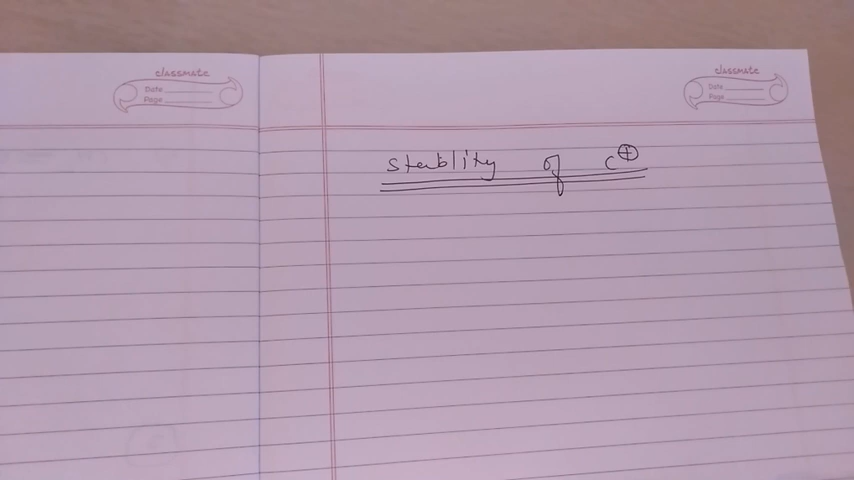 classmate
Date
Page
classmate
Date
Page
stablity of c⊕